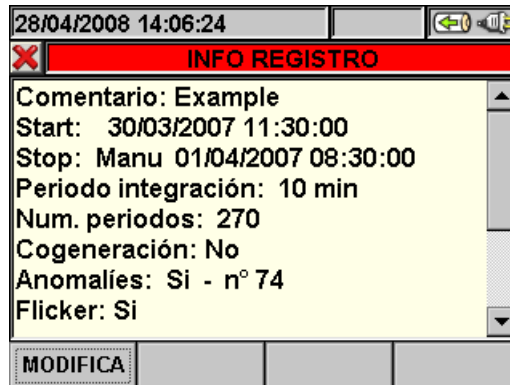 28/04/2008 14:06:24
INFO REGISTRO
Comentario: Example
Start: 30/03/2007 11:30:00
Stop: Manu 01/04/2007 08:30:00
Periodo integración: 10 min
Num. periodos: 270
Cogeneración: No
Anomalíes: Si - n° 74
Flicker: Si
MODIFICA